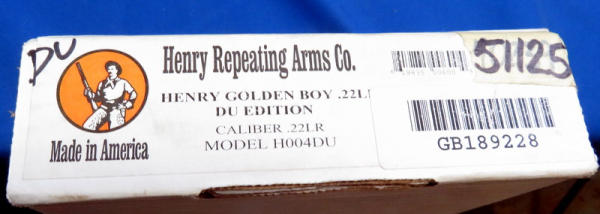 DU
Henry Repeating Arms Co.
51125
HENRY GOLDEN BOY .22L
DU EDITION
CALIBER .22LR
MODEL H004DU
GB189228
Made in America